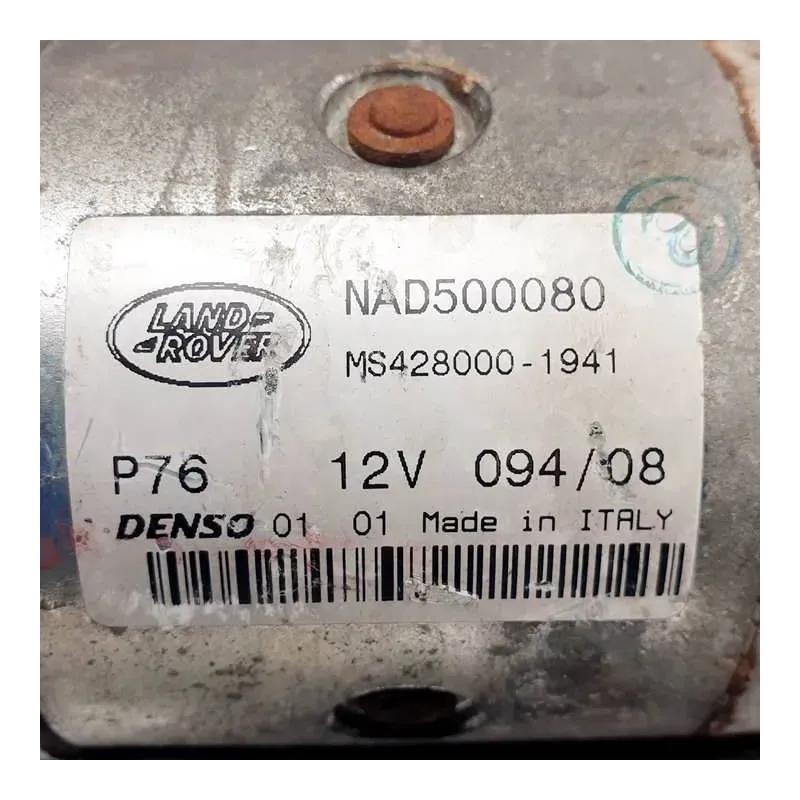 LAND-
-ROVER
NAD500080
MS428000-1941
P76 12V 094/08
DENSO 01 01 Made in ITALY